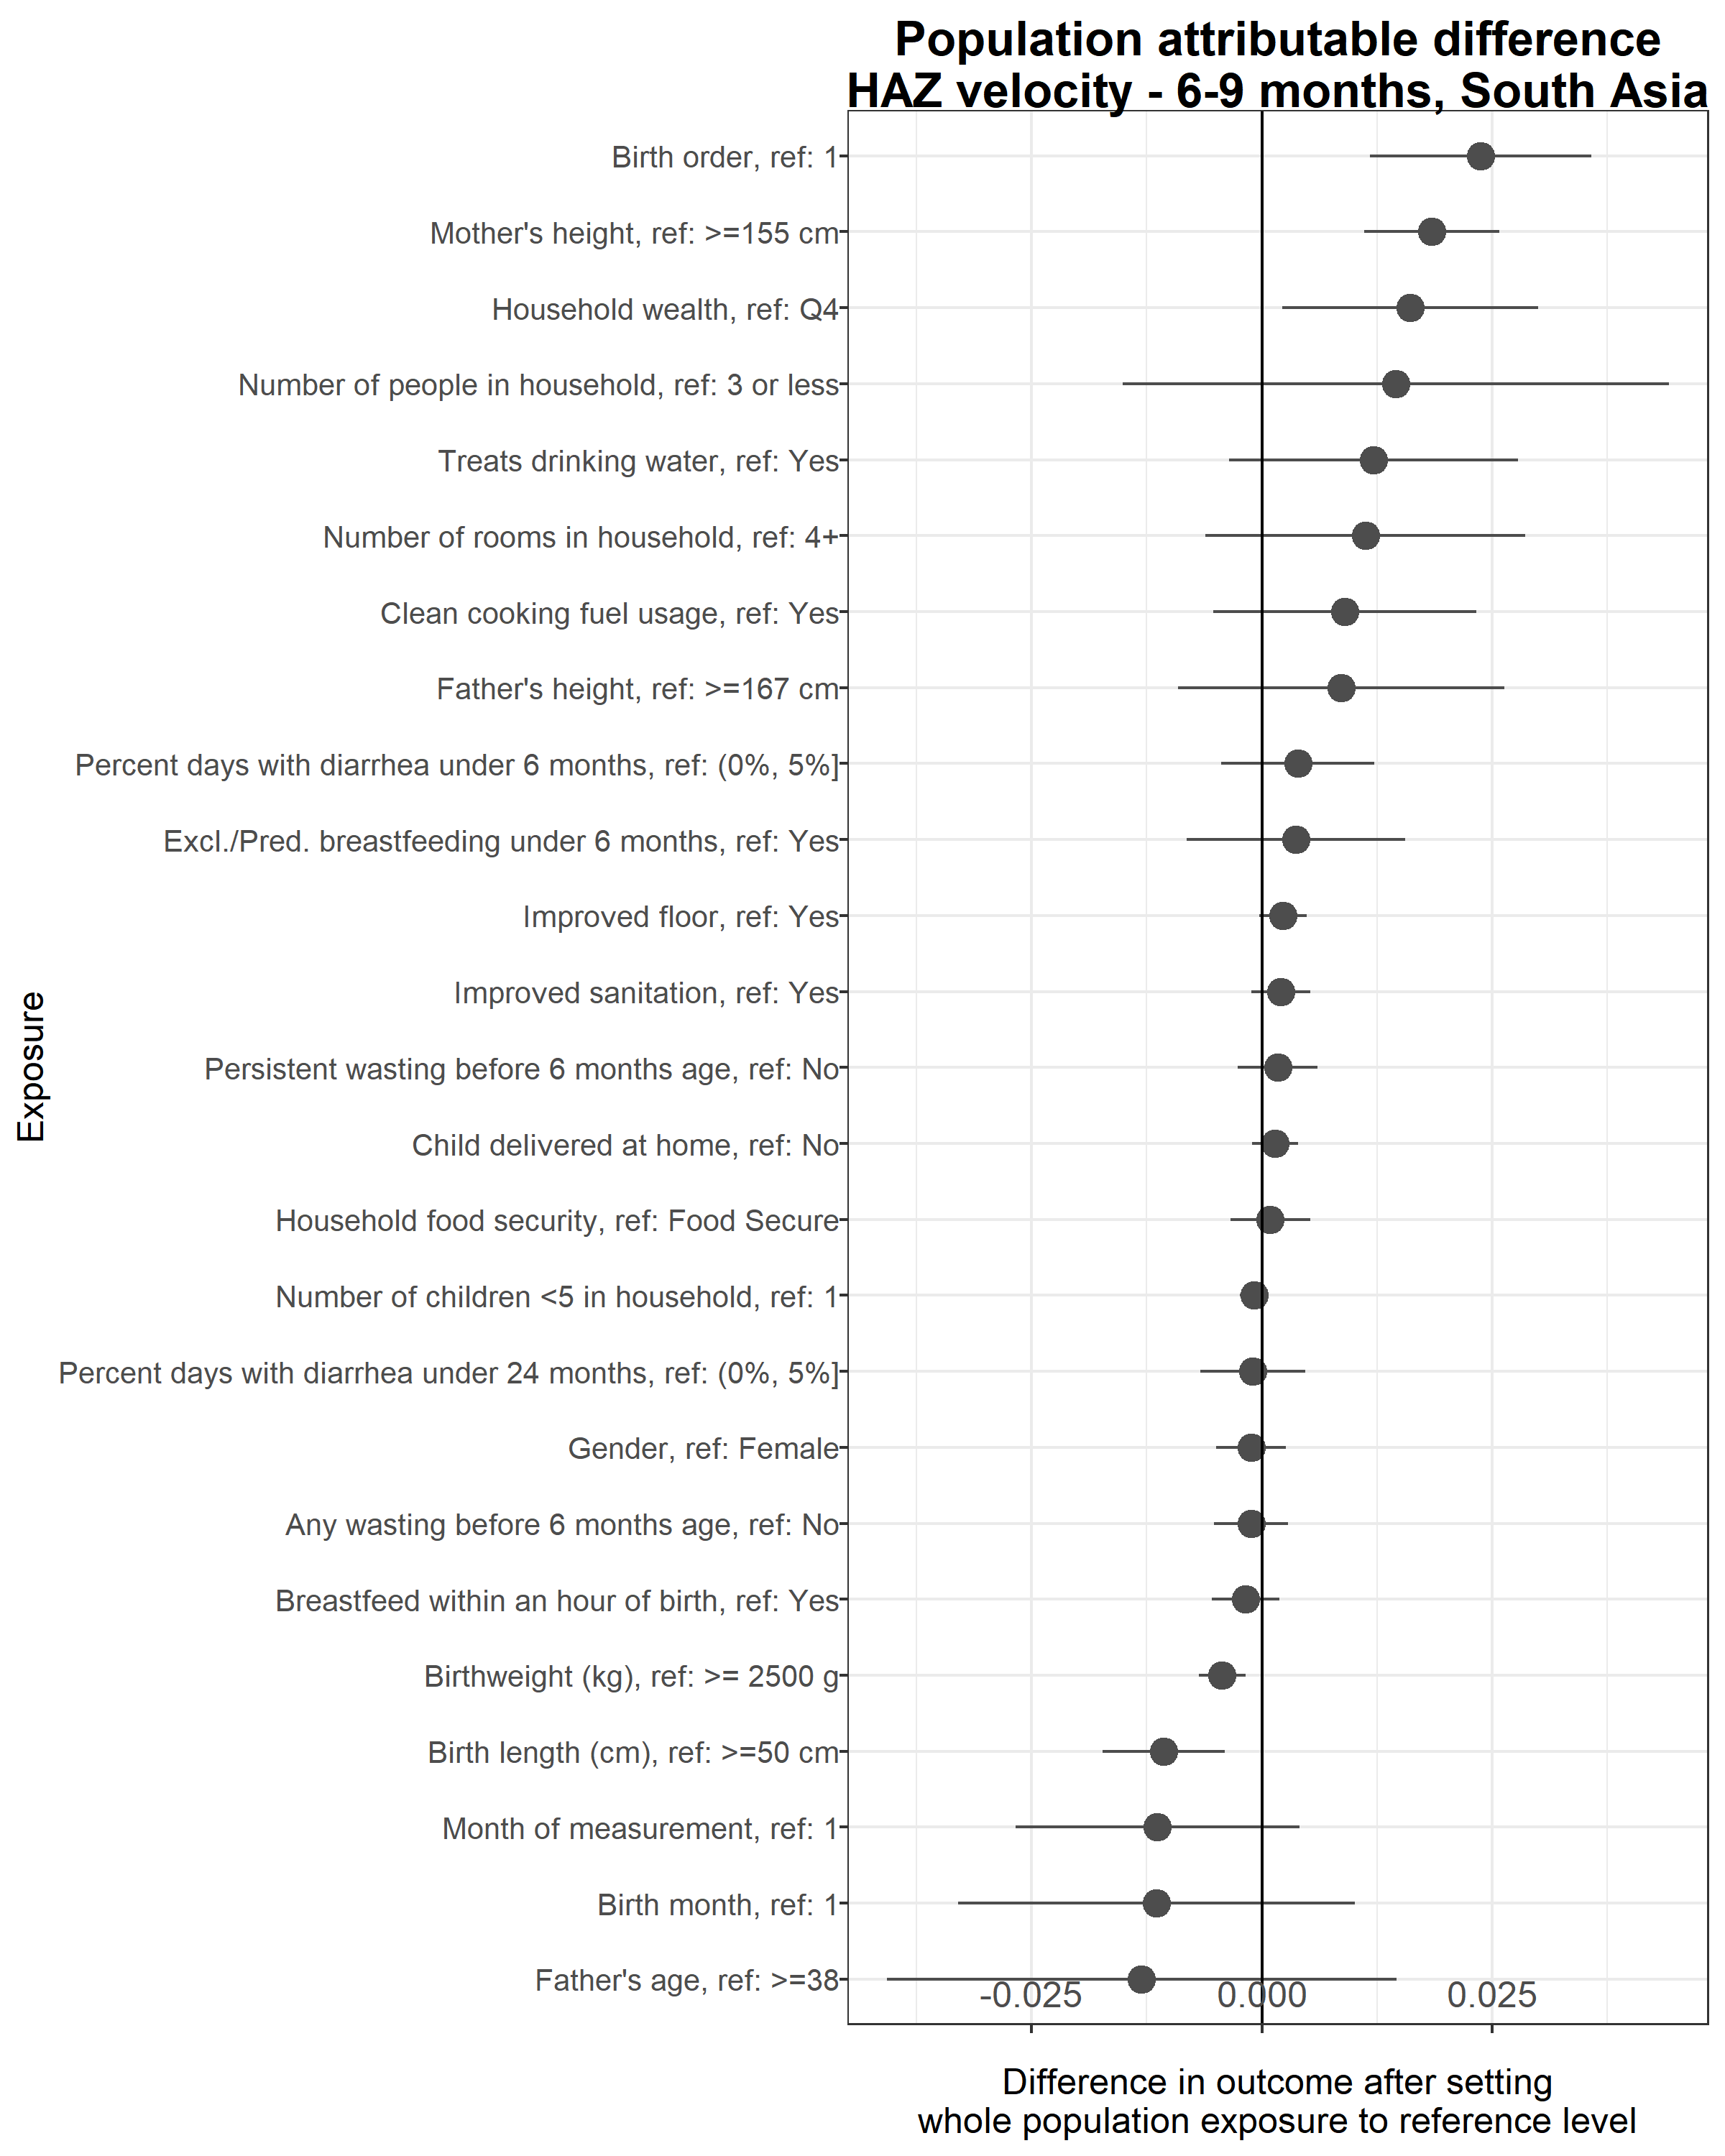 Population attributable difference
HAZ velocity - 6-9 months, South Asia
Birth order, ref: 1
Mother's height, ref: >=155 cm
Household wealth, ref: Q4
Number of people in household, ref: 3 or less
Treats drinking water, ref: Yes
Number of rooms in household, ref: 4+
Clean cooking fuel usage, ref: Yes
Father's height, ref: >=167 cm
Percent days with diarrhea under 6 months, ref: (0%, 5%]
Excl./Pred. breastfeeding under 6 months, ref: Yes
Improved floor, ref: Yes
Improved sanitation, ref: Yes
Persistent wasting before 6 months age, ref: No
Child delivered at home, ref: No
Household food security, ref: Food Secure
Number of children <5 in household, ref: 1
Percent days with diarrhea under 24 months, ref: (0%, 5%]
Gender, ref: Female
Any wasting before 6 months age, ref: No
Breastfeed within an hour of birth, ref: Yes
Birthweight (kg), ref: >= 2500 g
Birth length (cm), ref: >=50 cm
Month of measurement, ref: 1
Birth month, ref: 1
Father's age, ref: >=38
Exposure
-0.025 0.000 0.025
Difference in outcome after setting
whole population exposure to reference level